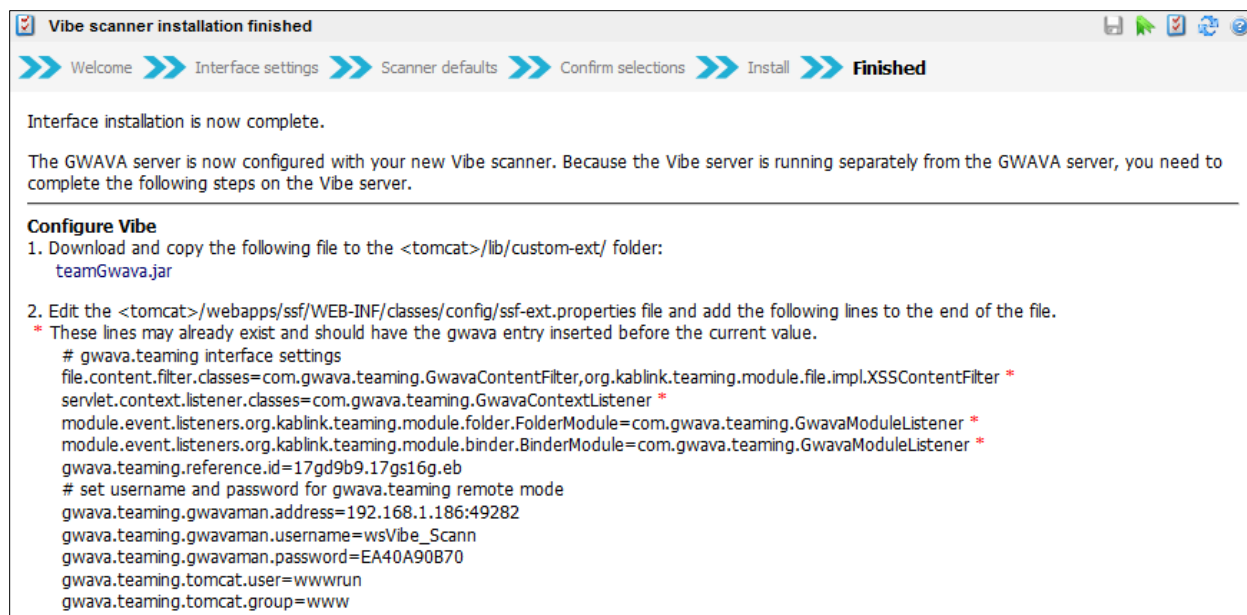 Vibe scanner installation finished
Welcome Interface settings Scanner defaults Confirm selections Install Finished
Interface installation is now complete.
The GWAVA server is now configured with your new Vibe scanner. Because the Vibe server is running separately from the GWAVA server, you need to
complete the following steps on the Vibe server.
Configure Vibe
1. Download and copy the following file to the <tomcat>/lib/custom-ext/ folder:
teamGwava.jar
2. Edit the <tomcat>/webapps/ssf/WEB-INF/classes/config/ssf-ext.properties file and add the following lines to the end of the file.
* These lines may already exist and should have the gwava entry inserted before the current value.
# gwava.teaming interface settings
file.content.filter.classes=com.gwava.teaming.GwavaContentFilter,org.kablink.teaming.module.file.impl.XSSContentFilter *
servlet.context.listener.classes=com.gwava.teaming.GwavaContextListener *
module.event.listeners.org.kablink.teaming.module.folder.FolderModule=com.gwava.teaming.GwavaModuleListener *
module.event.listeners.org.kablink.teaming.module.binder.BinderModule=com.gwava.teaming.GwavaModuleListener *
gwava.teaming.reference.id=17gd9b9.17gs16g.eb
# set username and password for gwava.teaming remote mode
gwava.teaming.gwavaman.address=192.168.1.186:49282
gwava.teaming.gwavaman.username=wsVibe_Scann
gwava.teaming.gwavaman.password=EA40A90B70
gwava.teaming.tomcat.user=wwwrun
gwava.teaming.tomcat.group=www